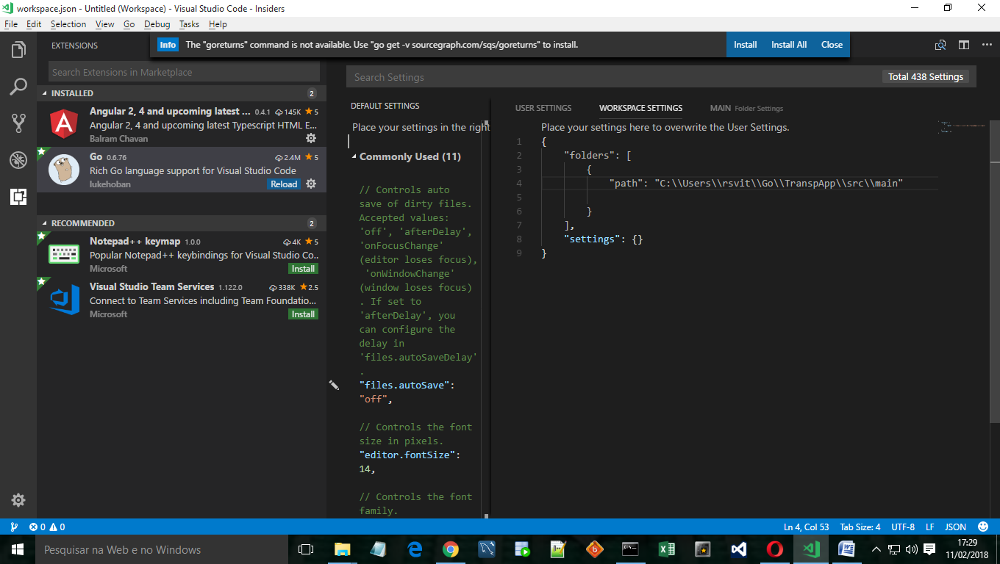 workspace.json - Untitled (Workspace) - Visual Studio Code - Insiders
File Edit Selection View Go Debug Tasks Help
EXTENSIONS
Info The "goreturns" command is not available. Use "go get -v sourcegraph.com/sqs/goreturns" to install. Install Install All Close
Search Extensions in Marketplace
INSTALLED 2
Angular 2, 4 and upcoming latest ... 0.4.1 145K 5
Angular 2, 4 and upcoming latest Typescript HTML E...
Balram Chavan
Go 0.6.76 2.4M 5
Rich Go language support for Visual Studio Code
lukehoban Reload
RECOMMENDED 2
Notepad++ keymap 1.0.0 4K 5
Popular Notepad++ keybindings for Visual Studio Co..
Microsoft Install
Visual Studio Team Services 1.122.0 338K 2.5
Connect to Team Services including Team Foundatio...
Microsoft Install
Search Settings Total 438 Settings
DEFAULT SETTINGS
Place your settings in the right
Commonly Used (11)
// Controls auto
save of dirty files.
Accepted values:
'off', 'afterDelay',
'onFocusChange'
(editor loses focus),
'onWindowChange'
(window loses focus)
. If set to
'afterDelay', you
can configure the
delay in
'files.autoSaveDelay'
.
"files.autoSave":
"off",
// Controls the font
size in pixels.
"editor.fontSize":
14,
// Controls the font
family.
USER SETTINGS WORKSPACE SETTINGS MAIN Folder Settings
Place your settings here to overwrite the User Settings.
1 {
2 "folders": [
3 {
4 "path": "C:\\Users\\rsvit\\Go\\TranspApp\\src\\main"
5
6 }
7 ],
8 "settings": {}
9 }
0 0 Ln 4, Col 53 Tab Size: 4 UTF-8 LF JSON
Pesquisar na Web e no Windows
17:29
11/02/2018